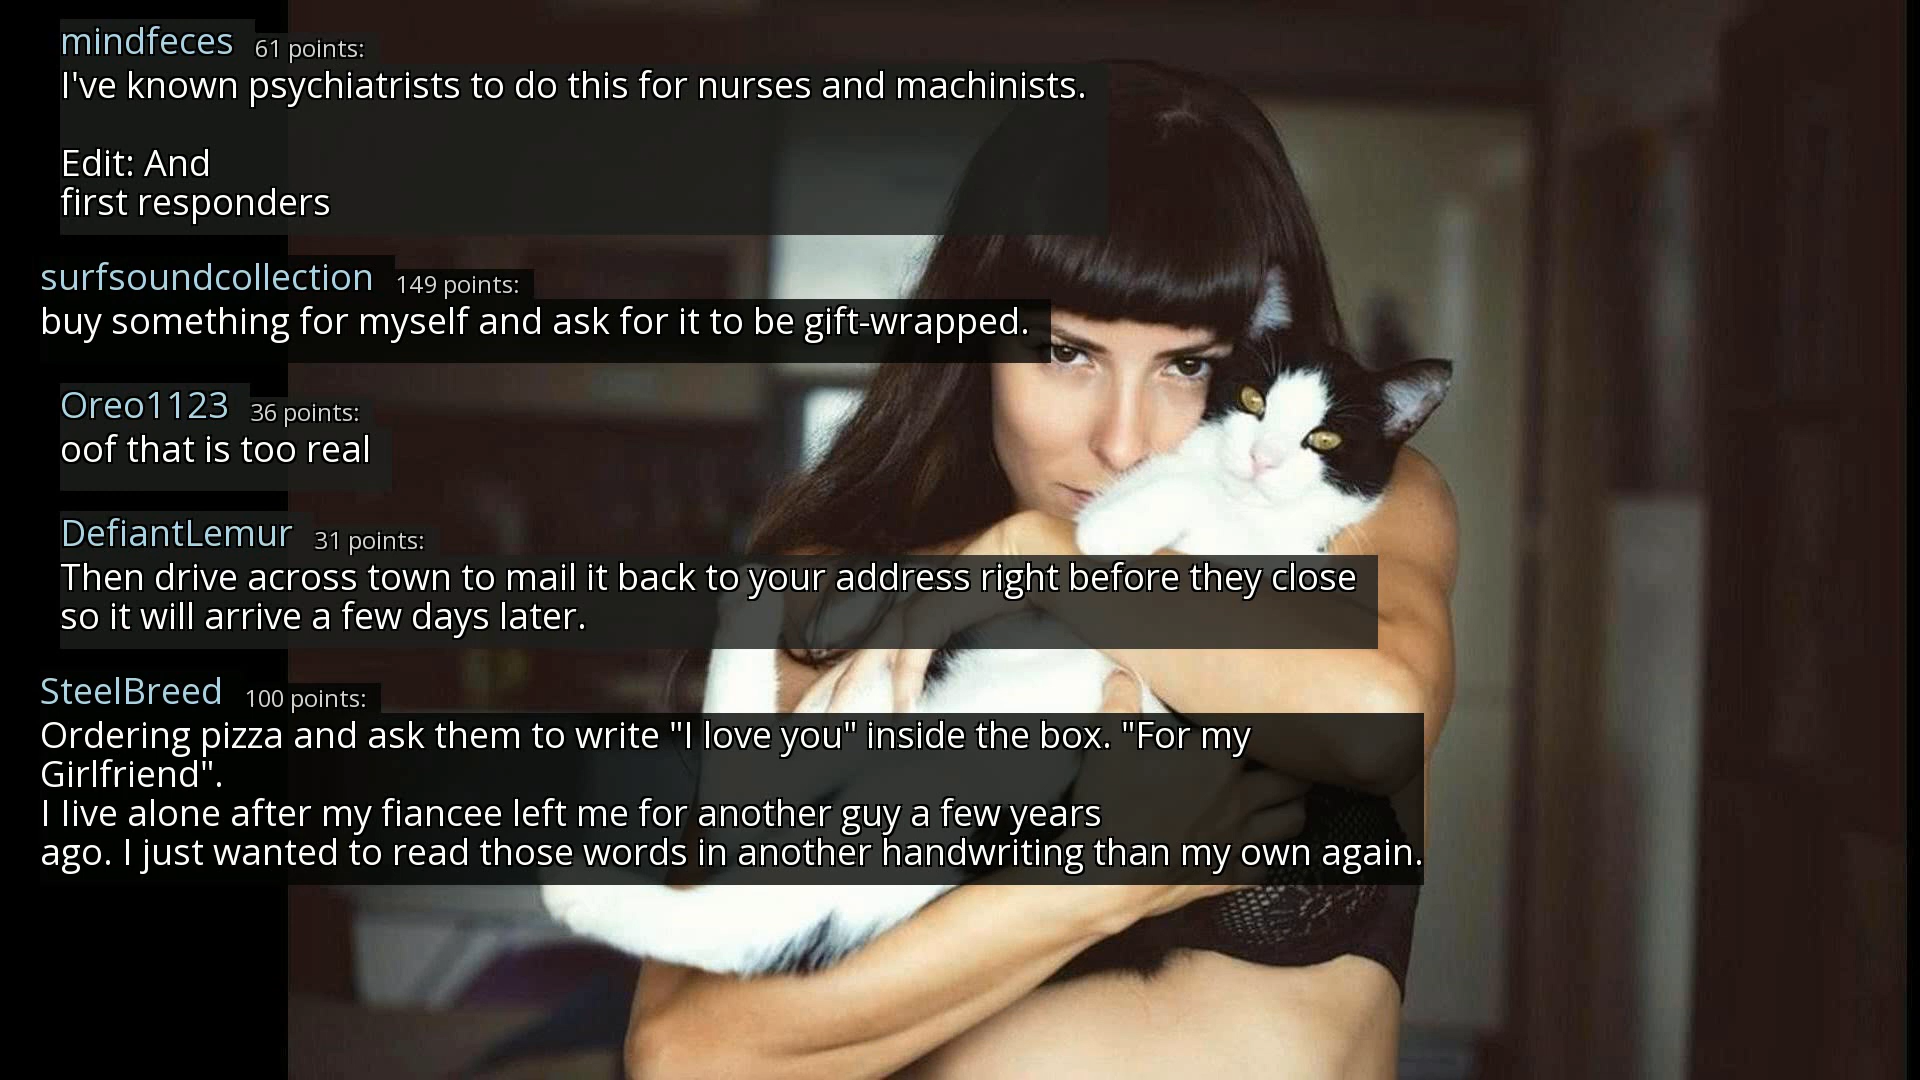 mindfeces 61 points:
I've known psychiatrists to do this for nurses and machinists.
Edit: And
first responders
surfsoundcollection 149 points:
buy something for myself and ask for it to be gift-wrapped.
Oreo1123 36 points:
oof that is too real
DefiantLemur 31 points:
Then drive across town to mail it back to your address right before they close
so it will arrive a few days later.
SteelBreed 100 points:
Ordering pizza and ask them to write "I love you" inside the box. "For my
Girlfriend".
I live alone after my fiancee left me for another guy a few years
ago. I just wanted to read those words in another handwriting than my own again.